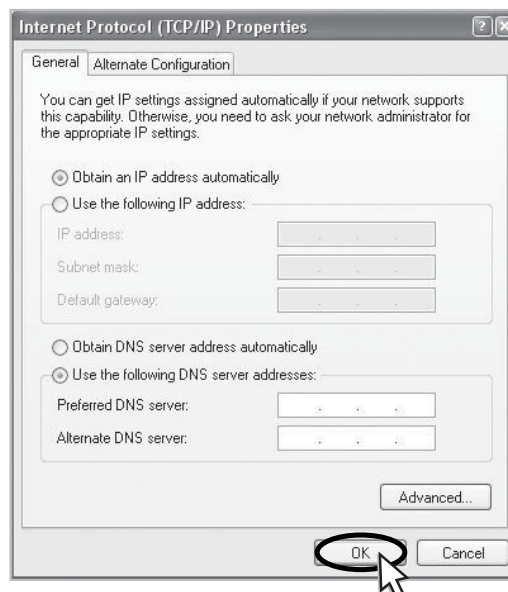 Internet Protocol (TCP/IP) Properties
General
Alternate Configuration
You can get IP settings assigned automatically if your network supports
this capability. Otherwise, you need to ask your network administrator for
the appropriate IP settings.
Obtain an IP address automatically
Use the following IP address:
IP address:
Subnet mask:
Default gateway:
Obtain DNS server address automatically
Use the following DNS server addresses:
Preferred DNS server:
Alternate DNS server:
Advanced...
OK
Cancel